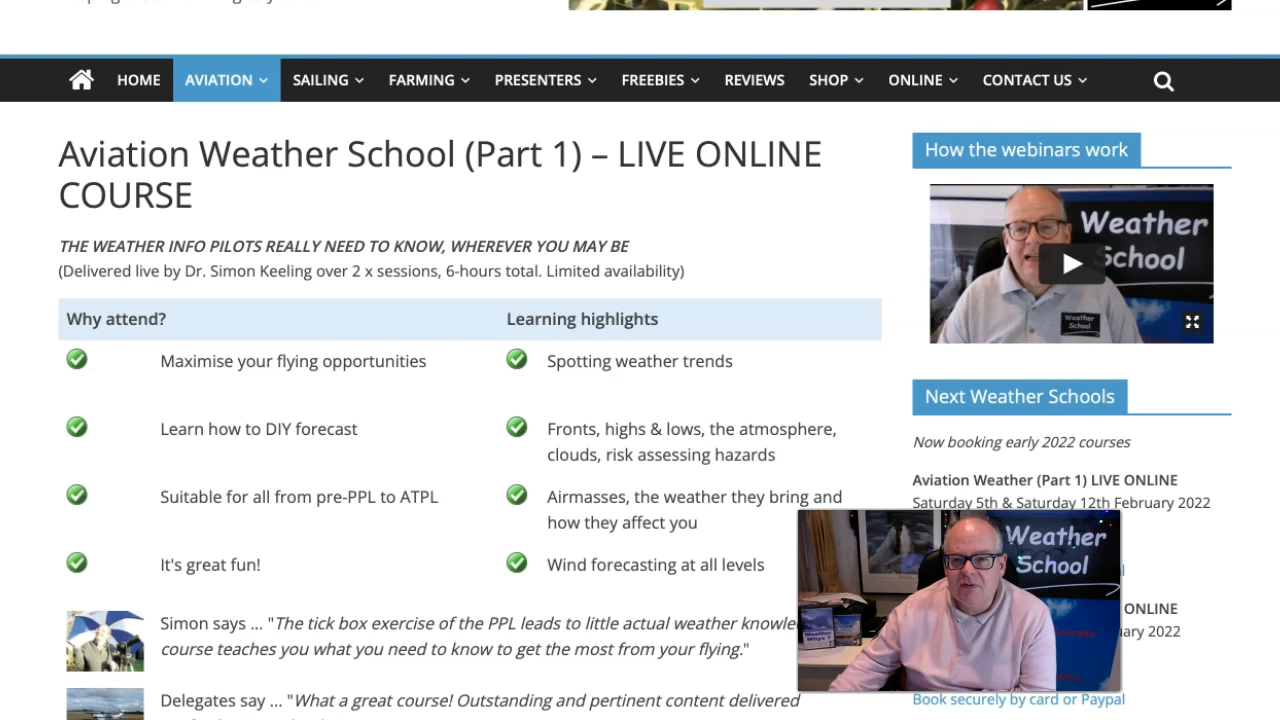 HOME
AVIATION
SAILING
FARMING
PRESENTERS
FREEBIES
REVIEWS
SHOP
ONLINE
CONTACT US
Aviation Weather School (Part 1) – LIVE ONLINE
COURSE
THE WEATHER INFO PILOTS REALLY NEED TO KNOW, WHEREVER YOU MAY BE
(Delivered live by Dr. Simon Keeling over 2 x sessions, 6-hours total. Limited availability)
Why attend?
Learning highlights
Maximise your flying opportunities
Spotting weather trends
Learn how to DIY forecast
Fronts, highs & lows, the atmosphere,
clouds, risk assessing hazards
Suitable for all from pre-PPL to ATPL
Airmasses, the weather they bring and
how they affect you
It's great fun!
Wind forecasting at all levels
Simon says ... "The tick box exercise of the PPL leads to little actual weather
course teaches you what you need to know to get the most from your flying."
Delegates say ... "What a great course! Outstanding and pertinent content delivered
How the webinars work
Weather
School
Weather
School
Next Weather Schools
Now booking early 2022 courses
Aviation Weather (Part 1) LIVE ONLINE
Saturday 5th & Saturday 12th February 2022
ONLINE
2022
Book securely by card or Paypal
Weather
School